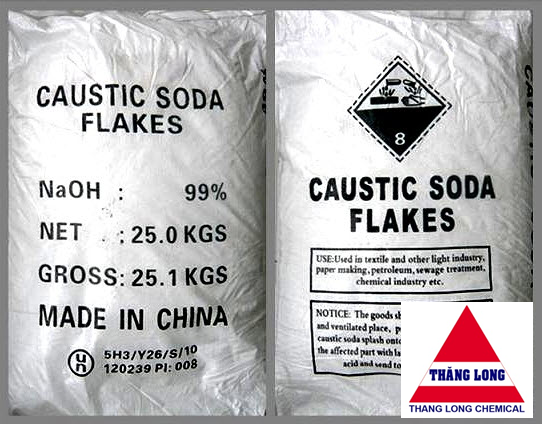 CAUSTIC SODA
FLAKES
NaOH : 99%
NET : 25.0 KGS
GROSS: 25.1 KGS
MADE IN CHINA
un
5H3/Y26/S/10
120239 PI: 008
8
CAUSTIC SODA
FLAKES
USE:Used in textile and other light industry,
paper making, petroleum, sewage treatment,
chemical industry etc.
NOTICE: The goods
and ventilated place,
caustic soda splash
the affected part with
acid and send to
THĂNG LONG
THANG LONG CHEMICAL